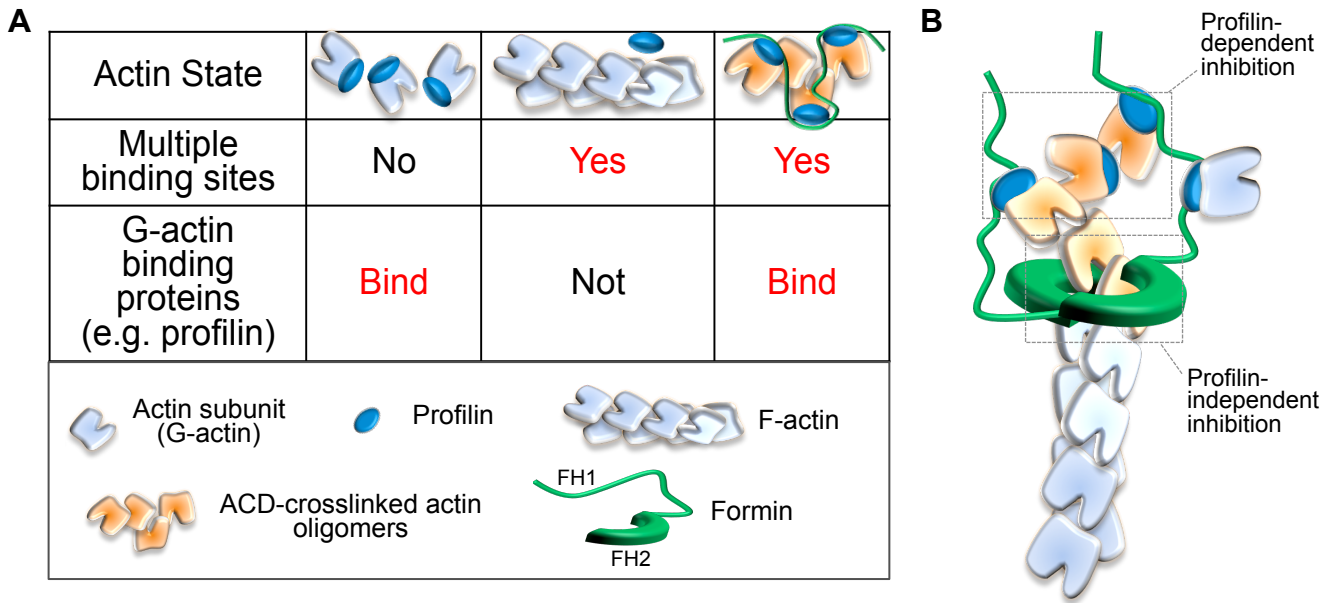 A
Actin State
Multiple
binding sites
No
Yes
Yes
G-actin
binding
proteins
(e.g. profilin)
Bind
Not
Bind
Actin subunit
(G-actin)
Profilin
F-actin
ACD-crosslinked actin
oligomers
FH1
FH2
Formin
B
Profilin-
dependent
inhibition
Profilin-
independent
inhibition